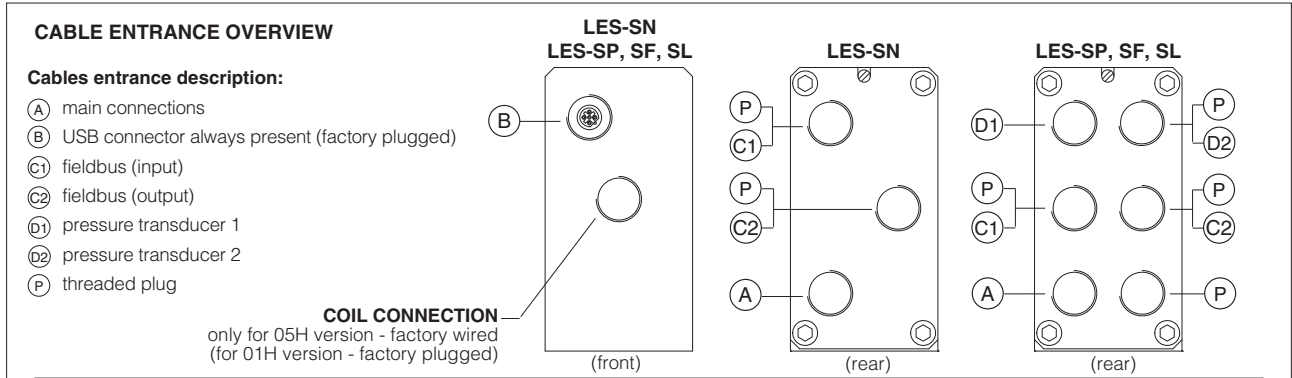 CABLE ENTRANCE OVERVIEW
Cables entrance description:
A main connections
B USB connector always present (factory plugged)
C1 fieldbus (input)
C2 fieldbus (output)
D1 pressure transducer 1
D2 pressure transducer 2
P threaded plug
COIL CONNECTION
only for 05H version - factory wired
(for 01H version - factory plugged)
LES-SN
LES-SP, SF, SL
B
(front)
LES-SN
P
C1
P
C2
A
(rear)
LES-SP, SF, SL
D1
P
D2
P
C1
P
C2
A
P
(rear)